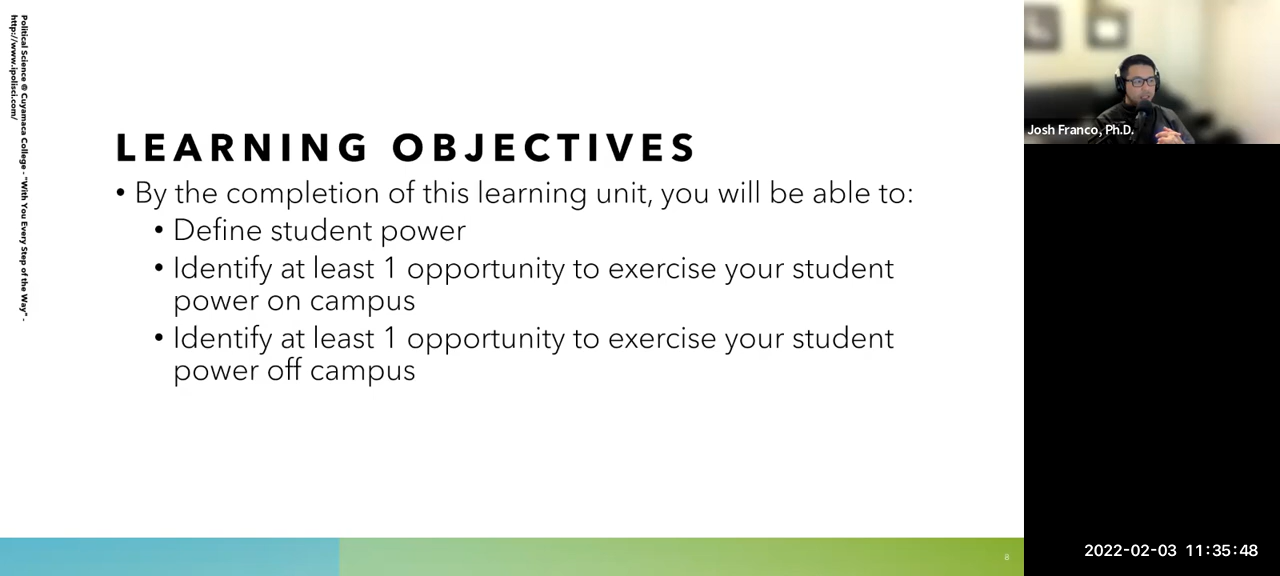 Political Science @ Cuyamaca College - "With You Every Step of the Way" -
http://www.ipolisci.com/
LEARNING OBJECTIVES
• By the completion of this learning unit, you will be able to:
• Define student power
• Identify at least 1 opportunity to exercise your student
power on campus
• Identify at least 1 opportunity to exercise your student
power off campus
8
Josh Franco, Ph.D.
2022-02-03 11:35:48